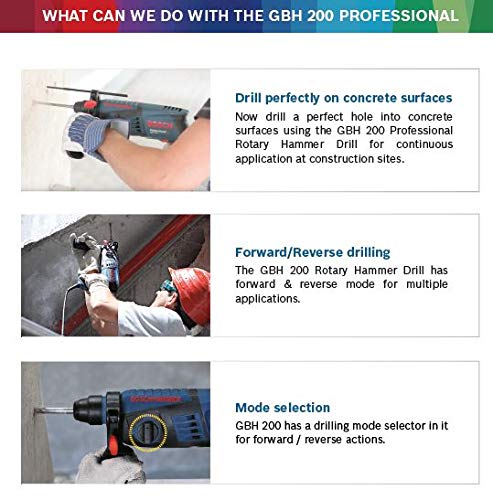 WHAT CAN WE DO WITH THE GBH 200 PROFESSIONAL
Drill perfectly on concrete surfaces
Now drill a perfect hole into concrete
surfaces using the GBH 200 Professional
Rotary Hammer Drill for continuous
application at construction sites.
Forward/Reverse drilling
The GBH 200 Rotary Hammer Drill has
forward & reverse mode for multiple
applications.
Mode selection
GBH 200 has a drilling mode selector in it
for forward / reverse actions.